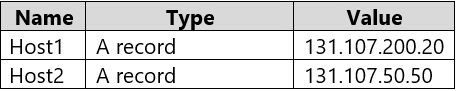 Name Type Value
Host1 A record 131.107.200.20
Host2 A record 131.107.50.50